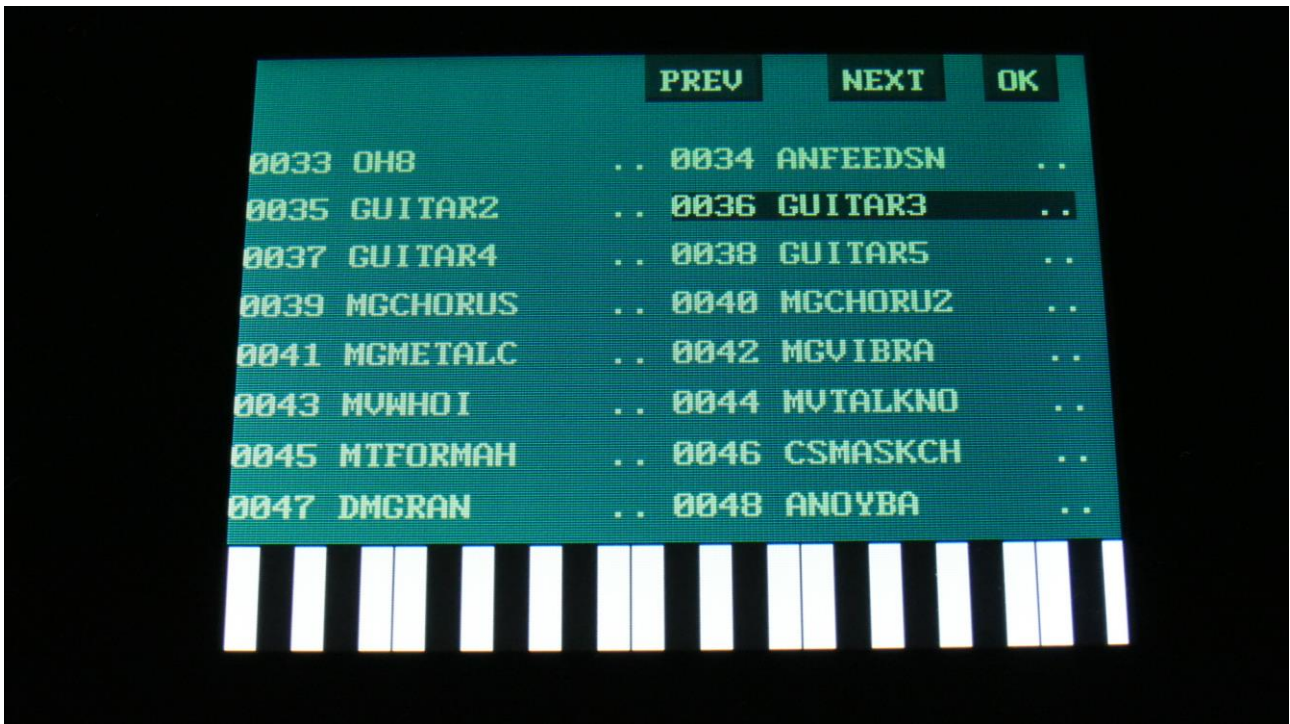 PREV NEXT OK
0033 OH8 .. 0034 ANFEEDSN ..
0035 GUITAR2 .. 0036 GUITAR3 ..
0037 GUITAR4 .. 0038 GUITAR5 ..
0039 MGCHORUS .. 0040 MGCHORU2 ..
0041 MGMETALC .. 0042 MGVIBRA ..
0043 MVWHOI .. 0044 MVTALKNO ..
0045 MTFORMAH .. 0046 CSMASKCH ..
0047 DMGRAN .. 0048 ANOYBA ..